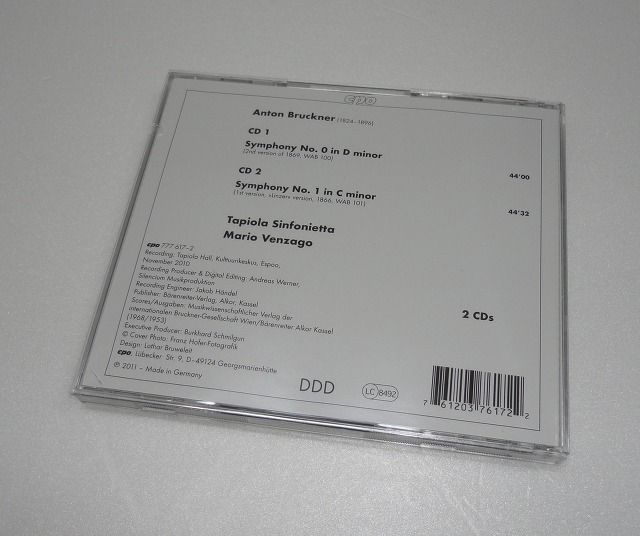 cpo
Anton Bruckner (1824–1896)
CD 1
Symphony No. 0 in D minor
(2nd version of 1869, WAB 100)
44'00
CD 2
Symphony No. 1 in C minor
(1st version, »Linzer« version, 1866, WAB 101)
44'32
Tapiola Sinfonietta
Mario Venzago
cpo 777 617–2
Recording: Tapiola Hall, Kulttuurikeskus, Espoo,
November 2010
Recording Producer & Digital Editing: Andreas Werner,
Silencium Musikproduktion
Recording Engineer: Jakob Händel
Publisher: Bärenreiter-Verlag, Alkor, Kassel
Scores/Ausgaben: Musikwissenschaftlicher Verlag der
internationalen Bruckner-Gesellschaft Wien/Bärenreiter Alkor Kassel
(1968/1953)
Executive Producer: Burkhard Schmilgun
© Cover Photo: Franz Hofer-Fotografik
Design: Lothar Bruweleit
cpo, Lübecker Str. 9, D–49124 Georgsmarienhütte
℗ 2011 – Made in Germany
2 CDs
DDD
LC 8492
7 61203 76172 2